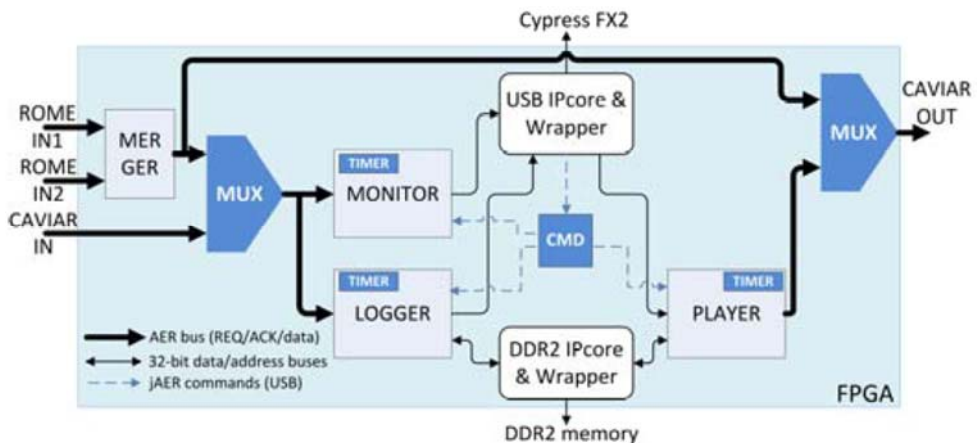 Cypress FX2
ROME
IN1
ROME
IN2
CAVIAR
IN
MER
GER
MUX
TIMER
MONITOR
TIMER
LOGGER
USB IPcore &
Wrapper
CMD
DDR2 IPcore
& Wrapper
TIMER
PLAYER
MUX
CAVIAR
OUT
AER bus (REQ/ACK/data)
32-bit data/address buses
jAER commands (USB)
FPGA
DDR2 memory